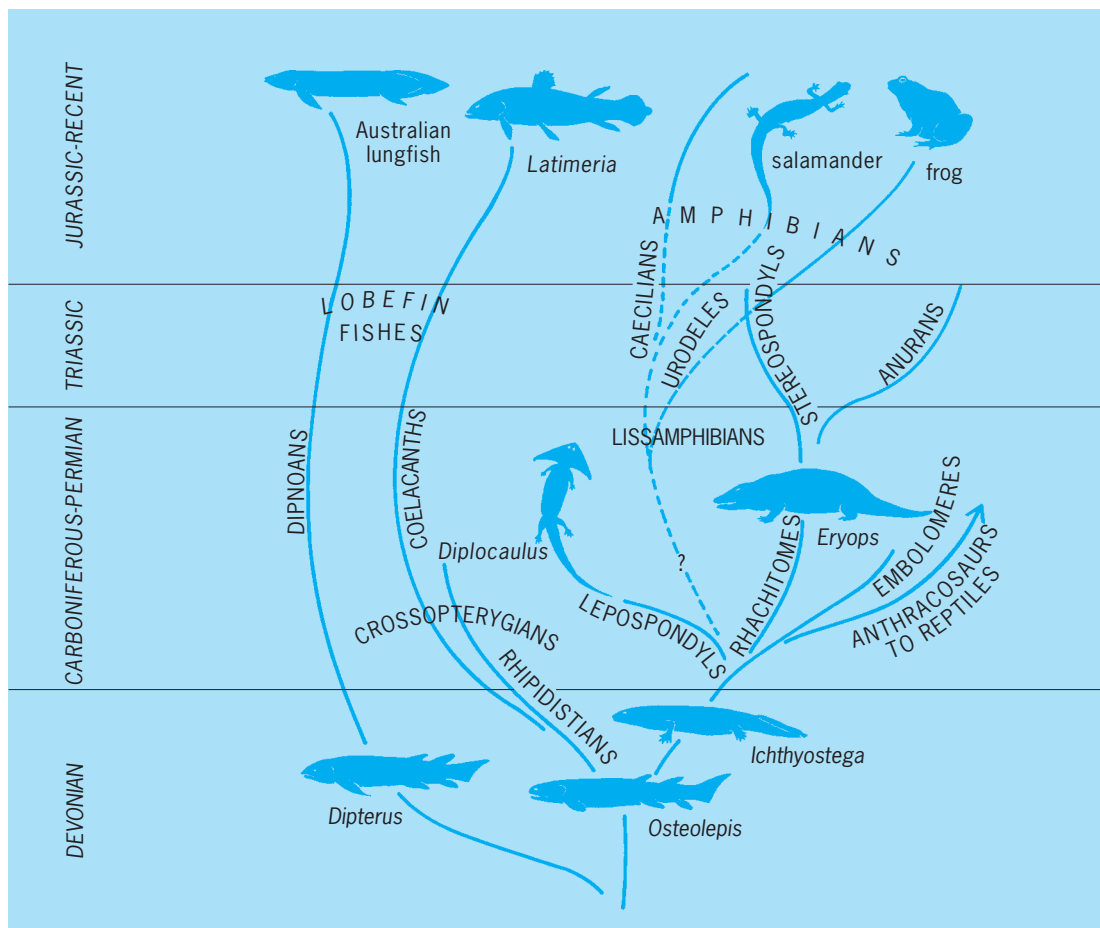 JURASSIC-RECENT
Australian
lungfish
Latimeria
salamander
frog
AMPHIBIANS
CAECILIANS
URODELES
STEREOSPONDYLS
TRIASSIC
LOBEFIN
FISHES
ANURANS
CARBONIFEROUS-PERMIAN
DIPNOANS
COELACANTHS
LISSAMPHIBIANS
Diplocaulus
Eryops
?
CROSSOPTERYGIANS
LEPOSPONDYLS
RHACHITOMES
EMBOLOMERES
ANTHRACOSAURS
TO REPTILES
RHIPIDISTIANS
DEVONIAN
Ichthyostega
Dipterus
Osteolepis